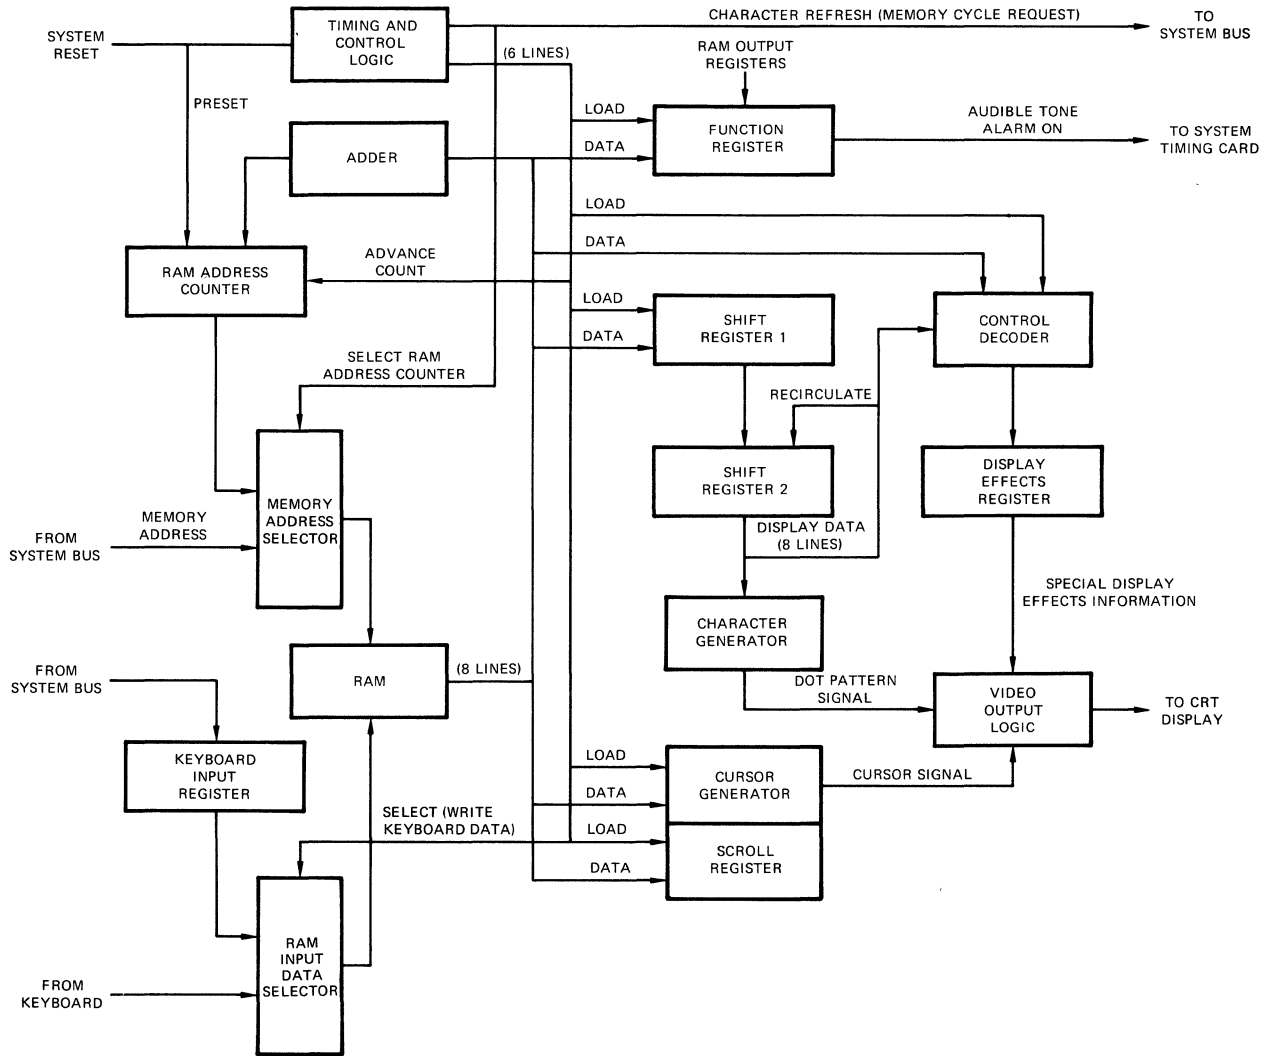 SYSTEM
RESET
TIMING AND
CONTROL
LOGIC
CHARACTER REFRESH (MEMORY CYCLE REQUEST)
TO
SYSTEM BUS
(6 LINES)
RAM OUTPUT
REGISTERS
PRESET
LOAD
DATA
FUNCTION
REGISTER
AUDIBLE TONE
ALARM ON
TO SYSTEM
TIMING CARD
ADDER
LOAD
DATA
RAM ADDRESS
COUNTER
ADVANCE
COUNT
LOAD
DATA
SHIFT
REGISTER 1
CONTROL
DECODER
SELECT RAM
ADDRESS COUNTER
RECIRCULATE
SHIFT
REGISTER 2
DISPLAY
EFFECTS
REGISTER
MEMORY
ADDRESS
SELECTOR
MEMORY
ADDRESS
FROM
SYSTEM BUS
DISPLAY DATA
(8 LINES)
CHARACTER
GENERATOR
SPECIAL DISPLAY
EFFECTS INFORMATION
FROM
SYSTEM BUS
RAM
(8 LINES)
DOT PATTERN
SIGNAL
VIDEO
OUTPUT
LOGIC
TO CRT
DISPLAY
KEYBOARD
INPUT
REGISTER
LOAD
DATA
CURSOR
GENERATOR
CURSOR SIGNAL
SELECT (WRITE
KEYBOARD DATA)
LOAD
DATA
SCROLL
REGISTER
RAM
INPUT
DATA
SELECTOR
FROM
KEYBOARD